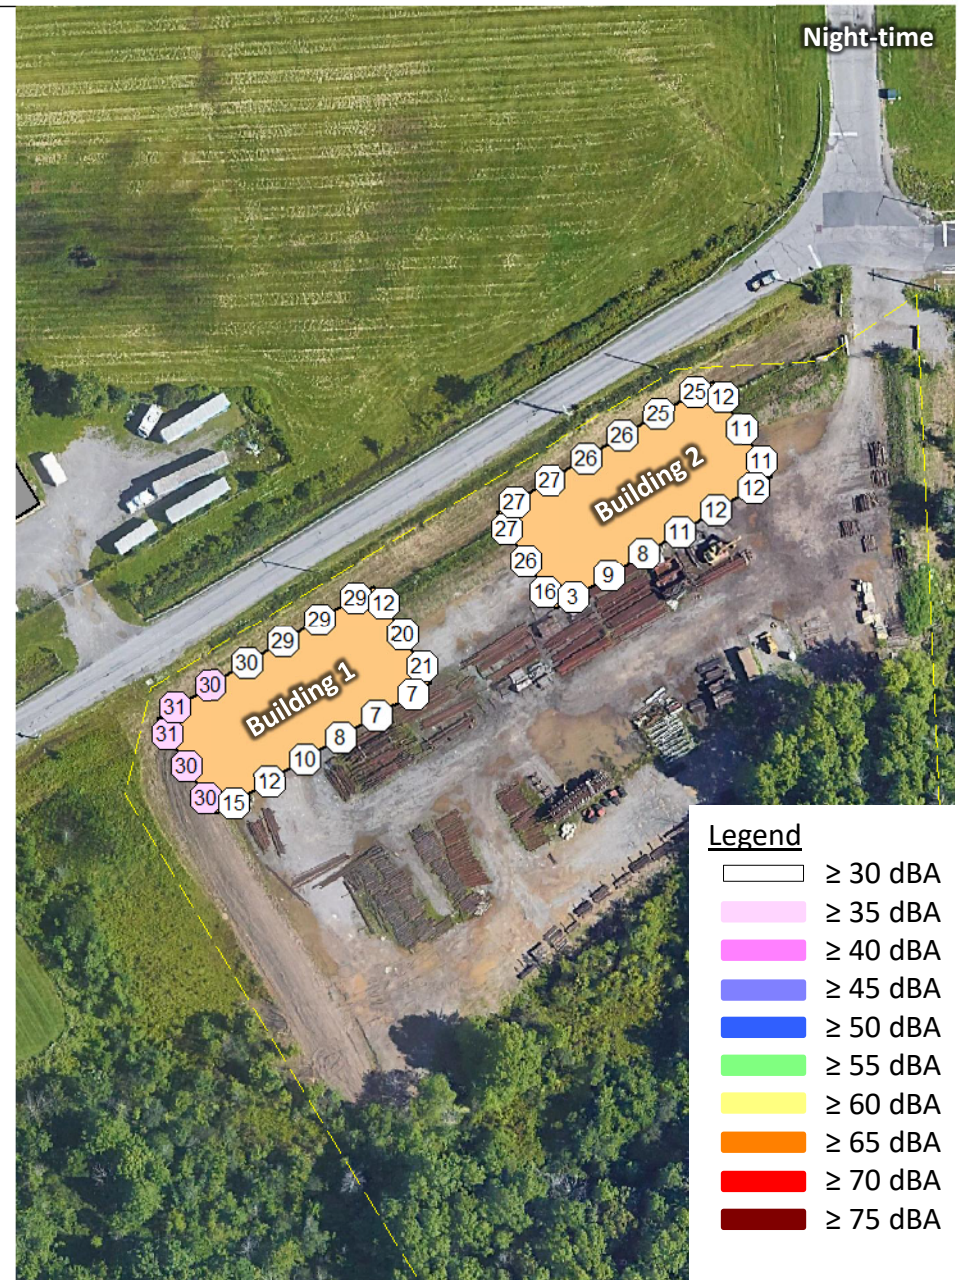 Night-time
25
12
25
11
26
26
11
27
12
27
12
27
11
26
8
9
16
3
Building 2
29
12
29
20
29
30
21
30
7
31
7
31
8
30
10
12
30
15
Building 1
Legend
≥ 30 dBA
≥ 35 dBA
≥ 40 dBA
≥ 45 dBA
≥ 50 dBA
≥ 55 dBA
≥ 60 dBA
≥ 65 dBA
≥ 70 dBA
≥ 75 dBA